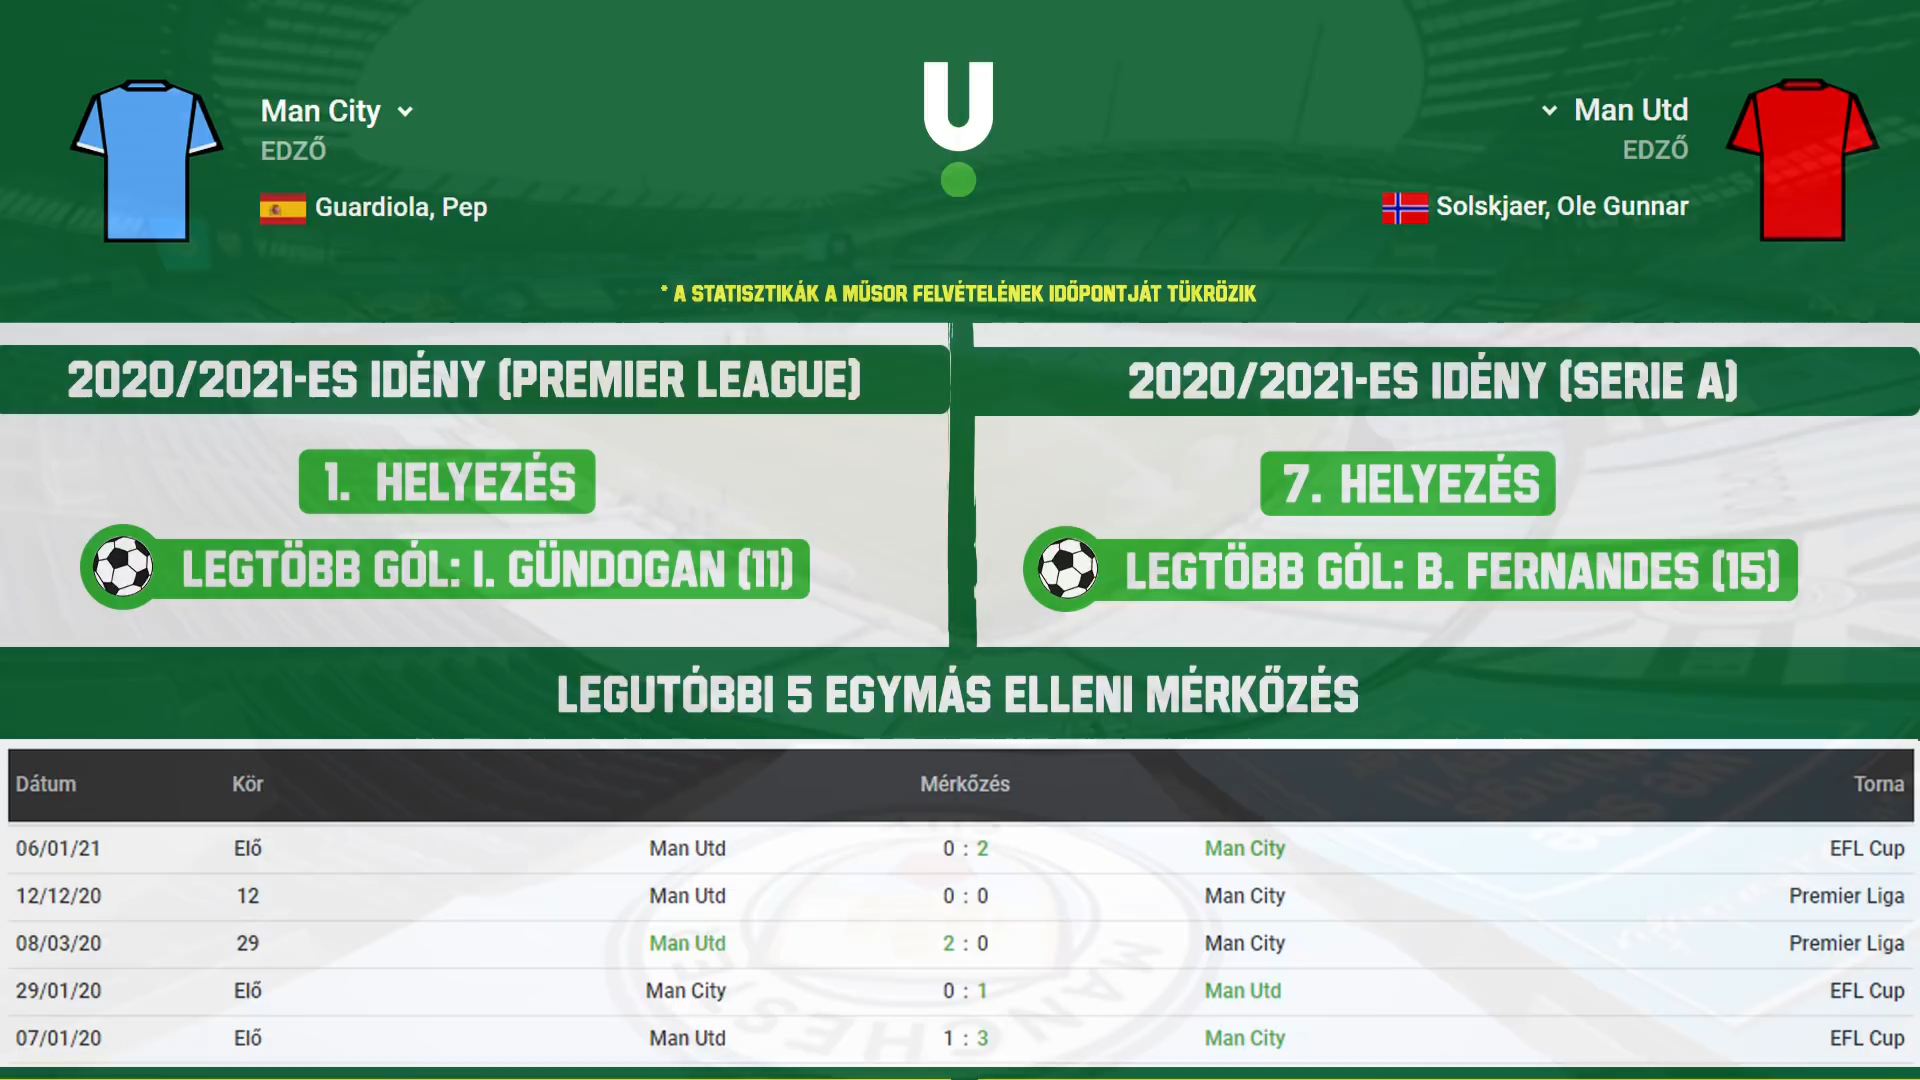 Man City
EDZŐ
Guardiola, Pep
U
Man Utd
EDZŐ
Solskjaer, Ole Gunnar
* A STATISZTIKÁK A MŰSOR FELVÉTELÉNEK IDŐPONTJÁT TÜKRÖZIK
2020/2021-ES IDÉNY (PREMIER LEAGUE)
1. HELYEZÉS
LEGTÖBB GÓL: I. GÜNDOGAN (11)
2020/2021-ES IDÉNY (SERIE A)
7. HELYEZÉS
LEGTÖBB GÓL: B. FERNANDES (15)
LEGUTÓBBI 5 EGYMÁS ELLENI MÉRKŐZÉS
Dátum Kör Mérkőzés Torna
06/01/21 Elő Man Utd 0 : 2 Man City EFL Cup
12/12/20 12 Man Utd 0 : 0 Man City Premier Liga
08/03/20 29 Man Utd 2 : 0 Man City Premier Liga
29/01/20 Elő Man City 0 : 1 Man Utd EFL Cup
07/01/20 Elő Man Utd 1 : 3 Man City EFL Cup